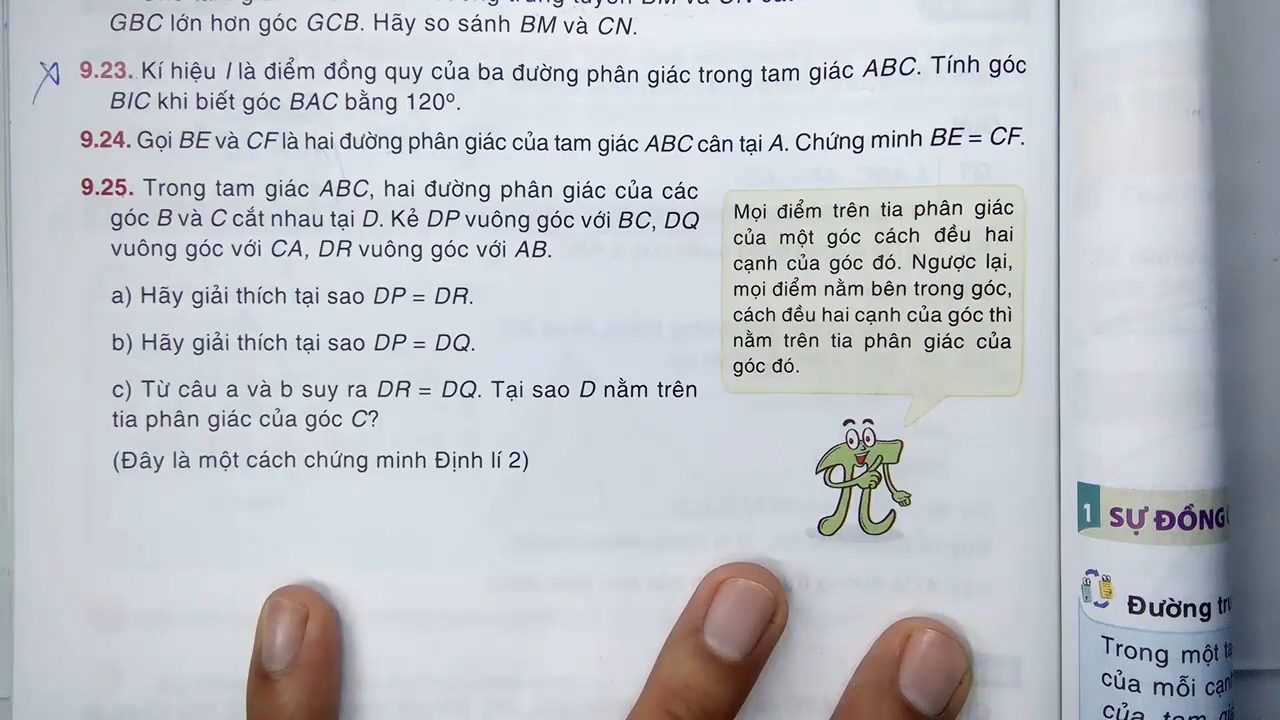 GBC lớn hơn góc GCB. Hãy so sánh BM và CN.
9.23. Kí hiệu I là điểm đồng quy của ba đường phân giác trong tam giác ABC. Tính góc
BIC khi biết góc BAC bằng 120º.
9.24. Gọi BE và CF là hai đường phân giác của tam giác ABC cân tại A. Chứng minh BE = CF.
9.25. Trong tam giác ABC, hai đường phân giác của các
góc B và C cắt nhau tại D. Kẻ DP vuông góc với BC, DQ
vuông góc với CA, DR vuông góc với AB.
a) Hãy giải thích tại sao DP = DR.
b) Hãy giải thích tại sao DP = DQ.
c) Từ câu a và b suy ra DR = DQ. Tại sao D nằm trên
tia phân giác của góc C?
(Đây là một cách chứng minh Định lí 2)
Mọi điểm trên tia phân giác
của một góc cách đều hai
cạnh của góc đó. Ngược lại,
mọi điểm nằm bên trong góc,
cách đều hai cạnh của góc thì
nằm trên tia phân giác của
góc đó.
1 SỰ ĐỒNG
Đường
Trong một
của mỗi
của